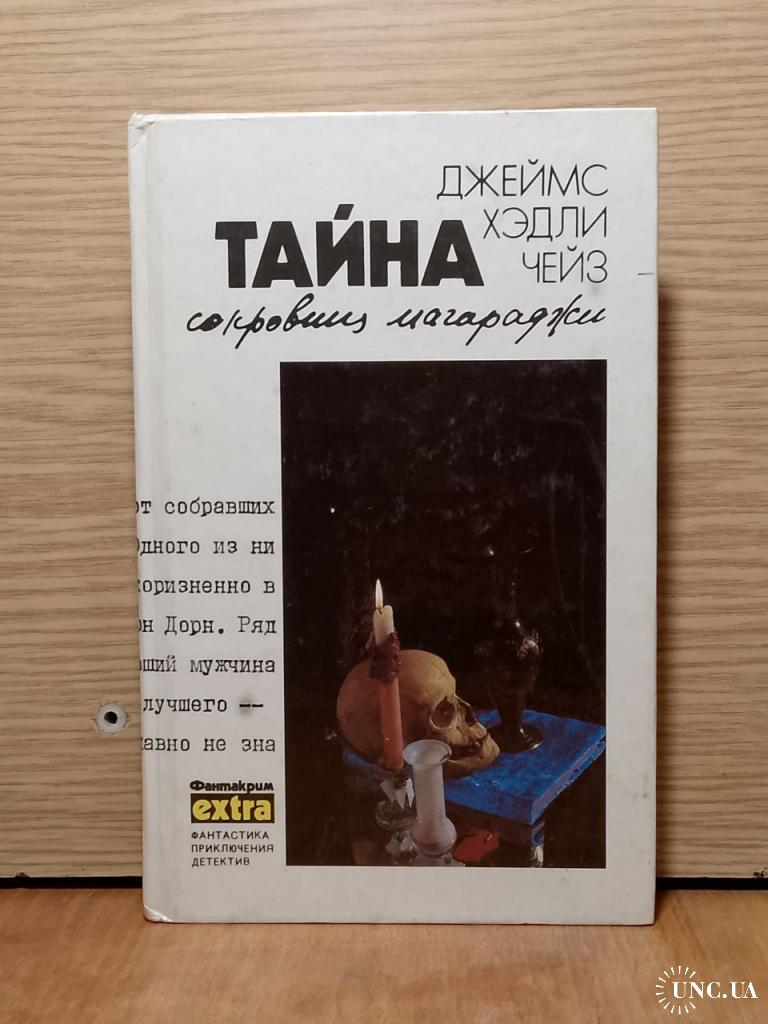 ДЖЕЙМС
ХЭДЛИ
ЧЕЙЗ
ТАЙНА
сокровищ магараджи
от собравших
Одного из ни
коризненно в
он Дорн. Ряд
ший мужчина
лучшего --
авно не зна
Фантакрим
extra
ФАНТАСТИКА
ПРИКЛЮЧЕНИЯ
ДЕТЕКТИВ
UNC.UA